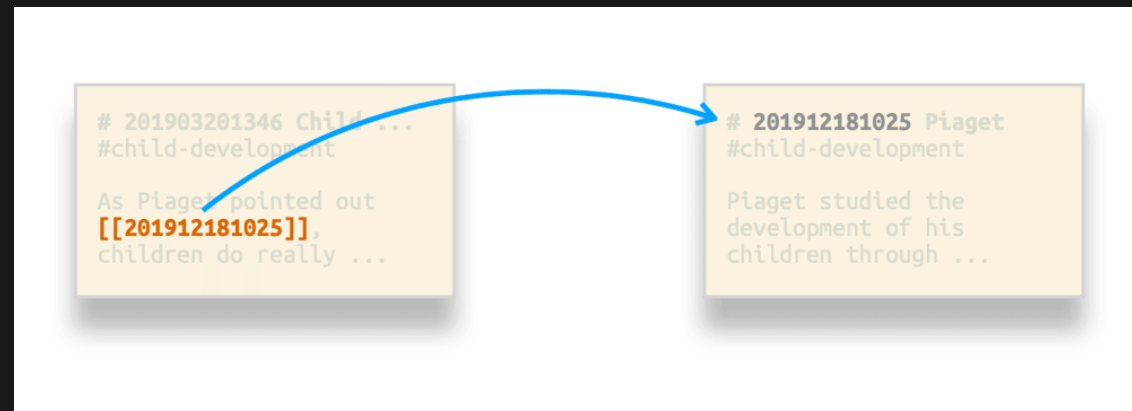 # 201903201346 Child ...
#child-development
As Piaget pointed out
[[201912181025]],
children do really ...
# 201912181025 Piaget
#child-development
Piaget studied the
development of his
children through ...